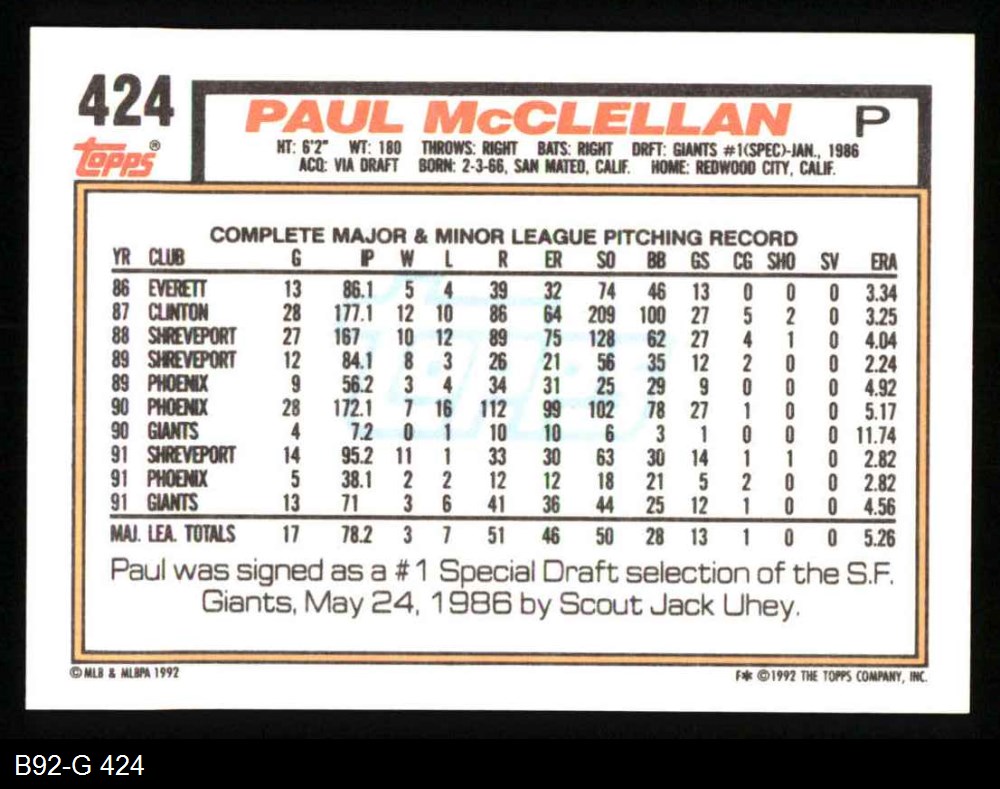 424
Topps®
PAUL McCLELLAN P
HT: 6'2" WT: 180 THROWS: RIGHT BATS: RIGHT DRFT: GIANTS #1(SPEC)-JAN., 1986
ACQ: VIA DRAFT BORN: 2-3-66, SAN MATEO, CALIF. HOME: REDWOOD CITY, CALIF.
COMPLETE MAJOR & MINOR LEAGUE PITCHING RECORD
YR CLUB G IP W L R ER SO BB GS CG SHO SV ERA
86 EVERETT 13 86.1 5 4 39 32 74 46 13 0 0 0 3.34
87 CLINTON 28 177.1 12 10 86 64 209 100 27 5 2 0 3.25
88 SHREVEPORT 27 167 10 12 89 75 128 62 27 4 1 0 4.04
89 SHREVEPORT 12 84.1 8 3 26 21 56 35 12 2 0 0 2.24
89 PHOENIX 9 56.2 3 4 34 31 25 29 9 0 0 0 4.92
90 PHOENIX 28 172.1 7 16 112 99 102 78 27 1 0 0 5.17
90 GIANTS 4 7.2 0 1 10 10 6 3 1 0 0 0 11.74
91 SHREVEPORT 14 95.2 11 1 33 30 63 30 14 1 1 0 2.82
91 PHOENIX 5 38.1 2 2 12 12 18 21 5 2 0 0 2.82
91 GIANTS 13 71 3 6 41 36 44 25 12 1 0 0 4.56
MAJ. LEA. TOTALS 17 78.2 3 7 51 46 50 28 13 1 0 0 5.26
Paul was signed as a #1 Special Draft selection of the S.F.
Giants, May 24, 1986 by Scout Jack Uhey.
© MLB & MLBPA 1992
F* © 1992 THE TOPPS COMPANY, INC.
B92-G 424